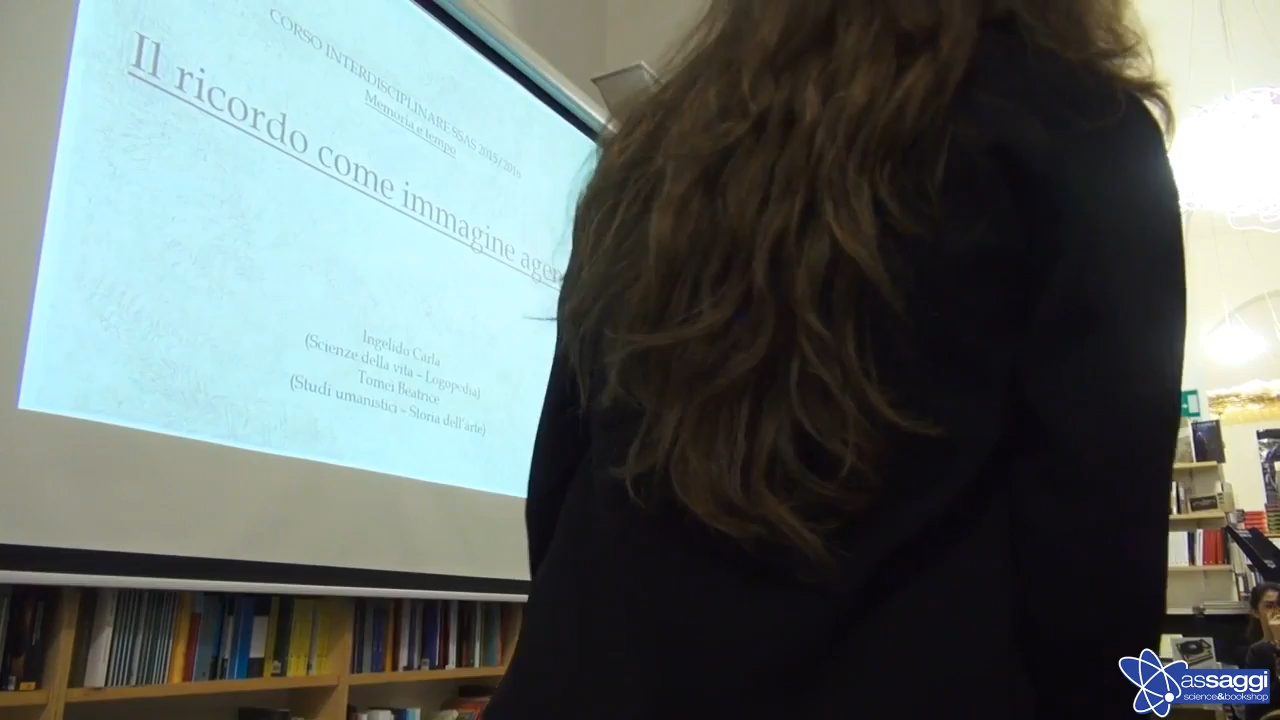 CORSO INTERDISCIPLINARE SSAS 2015/2016
Memoria e tempo
Il ricordo come immagine agen
Ingelido Carla
(Scienze della vita – Logopedia)
Tomei Beatrice
(Studi umanistici – Storia dell'arte)
assaggi
science&bookshop